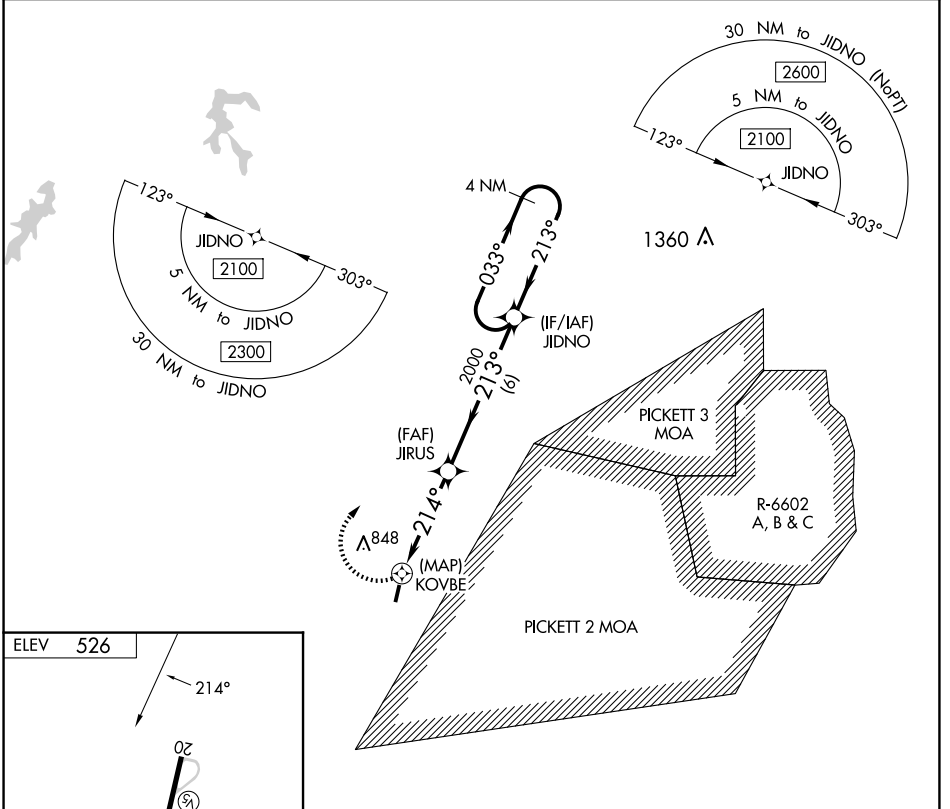 30 NM to JIDNO (NoPT)
2600
5 NM to JIDNO
2100
123°
JIDNO
303°
123°
JIDNO
2100
303°
5 NM to JIDNO
2300
30 NM to JIDNO
4 NM
033°
213°
1360
(IF/IAF)
JIDNO
2000
213°
(6)
(FAF)
JIRUS
PICKETT 3
MOA
R-6602
A, B & C
214°
848
(MAP)
KOVBE
PICKETT 2 MOA
ELEV 526
214°
20
V5